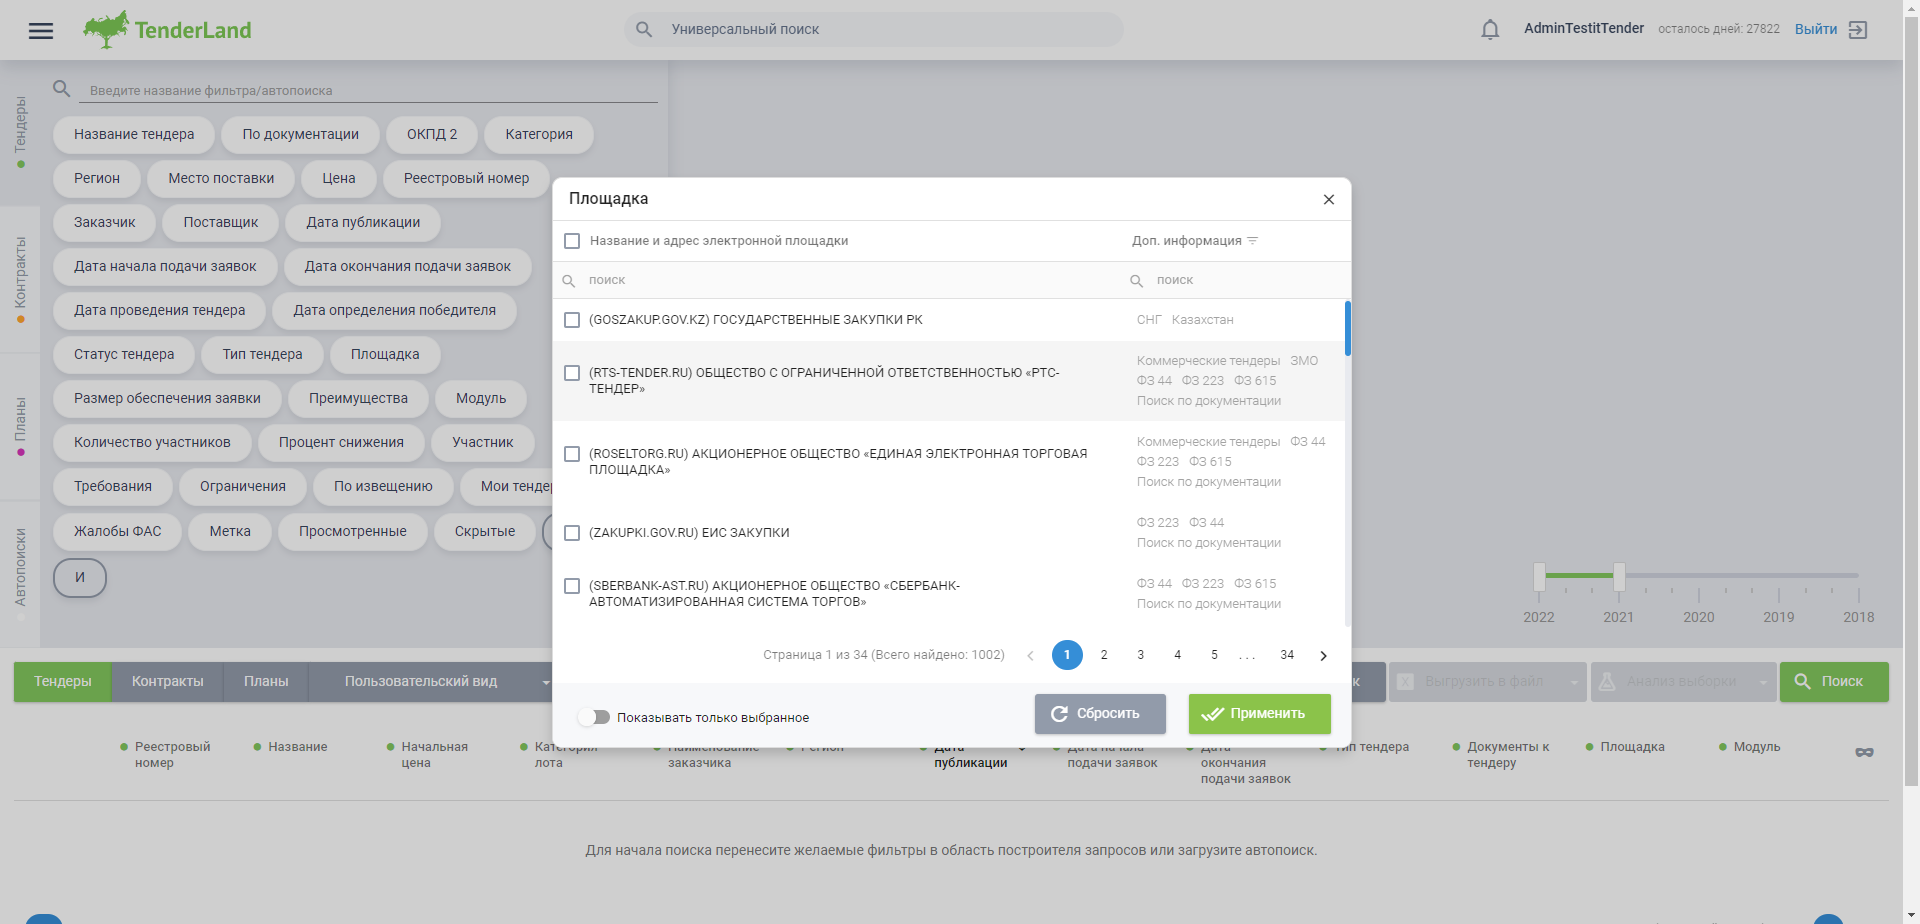 TenderLand
Универсальный поиск
AdminTestitTender
осталось дней: 27822
Выйти
Тендеры
Контракты
Планы
Автопоиски
Введите название фильтра/автопоиска
Название тендера
По документации
ОКПД 2
Категория
Регион
Место поставки
Цена
Реестровый номер
Заказчик
Поставщик
Дата публикации
Дата начала подачи заявок
Дата окончания подачи заявок
Дата проведения тендера
Дата определения победителя
Статус тендера
Тип тендера
Площадка
Размер обеспечения заявки
Преимущества
Модуль
Количество участников
Процент снижения
Участник
Требования
Ограничения
По извещению
Мои тендер
Жалобы ФАС
Метка
Просмотренные
Скрытые
И
Площадка
Название и адрес электронной площадки
Доп. информация
поиск
поиск
(GOSZAKUP.GOV.KZ) ГОСУДАРСТВЕННЫЕ ЗАКУПКИ РК
СНГ Казахстан
(RTS-TENDER.RU) ОБЩЕСТВО С ОГРАНИЧЕННОЙ ОТВЕТСТВЕННОСТЬЮ «РТС-
ТЕНДЕР»
Коммерческие тендеры ЗМО
ФЗ 44 ФЗ 223 ФЗ 615
Поиск по документации
(ROSELTORG.RU) АКЦИОНЕРНОЕ ОБЩЕСТВО «ЕДИНАЯ ЭЛЕКТРОННАЯ ТОРГОВАЯ
ПЛОЩАДКА»
Коммерческие тендеры ФЗ 44
ФЗ 223 ФЗ 615
Поиск по документации
(ZAKUPKI.GOV.RU) ЕИС ЗАКУПКИ
ФЗ 223 ФЗ 44
Поиск по документации
(SBERBANK-AST.RU) АКЦИОНЕРНОЕ ОБЩЕСТВО «СБЕРБАНК-
АВТОМАТИЗИРОВАННАЯ СИСТЕМА ТОРГОВ»
ФЗ 44 ФЗ 223 ФЗ 615
Поиск по документации
Страница 1 из 34 (Всего найдено: 1002)
1 2 3 4 5 ... 34
Показывать только выбранное
Сбросить
Применить
2022 2021 2020 2019 2018
Тендеры
Контракты
Планы
Пользовательский вид
к
Выгрузить в файл
Анализ выборки
Поиск
Реестровый
номер
Название
Начальная
цена
Категория
лота
Наименование
заказчика
Регион
Дата
публикации
Дата начала
подачи заявок
Дата
окончания
подачи заявок
Тип тендера
Документы к
тендеру
Площадка
Модуль
Для начала поиска перенесите желаемые фильтры в область построителя запросов или загрузите автопоиск.